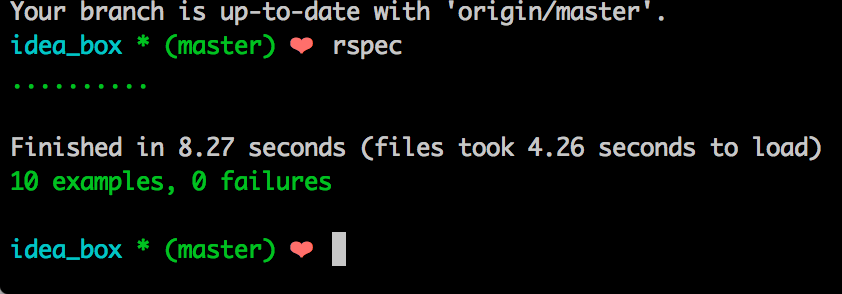 Your branch is up-to-date with 'origin/master'.
idea_box * (master) ❤ rspec
..........
Finished in 8.27 seconds (files took 4.26 seconds to load)
10 examples, 0 failures
idea_box * (master) ❤